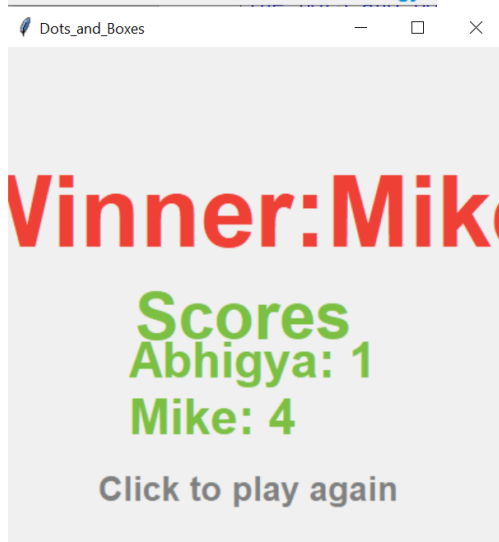 Dots_and_Boxes
Winner:Mike
Scores
Abhigya: 1
Mike: 4
Click to play again